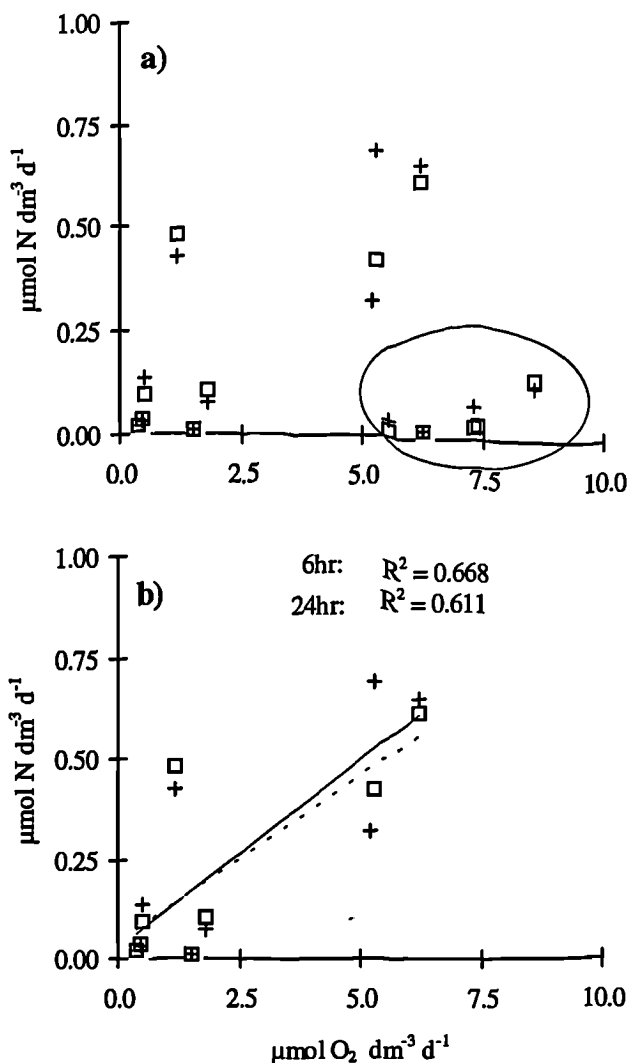 1.00
a)
0.75
0.50
0.25
0.00
µmol N dm⁻³ d⁻¹
0.0 2.5 5.0 7.5 10.0
1.00
b)
6hr: R² = 0.668
24hr: R² = 0.611
0.75
0.50
0.25
0.00
µmol N dm⁻³ d⁻¹
0.0 2.5 5.0 7.5 10.0
µmol O₂ dm⁻³ d⁻¹